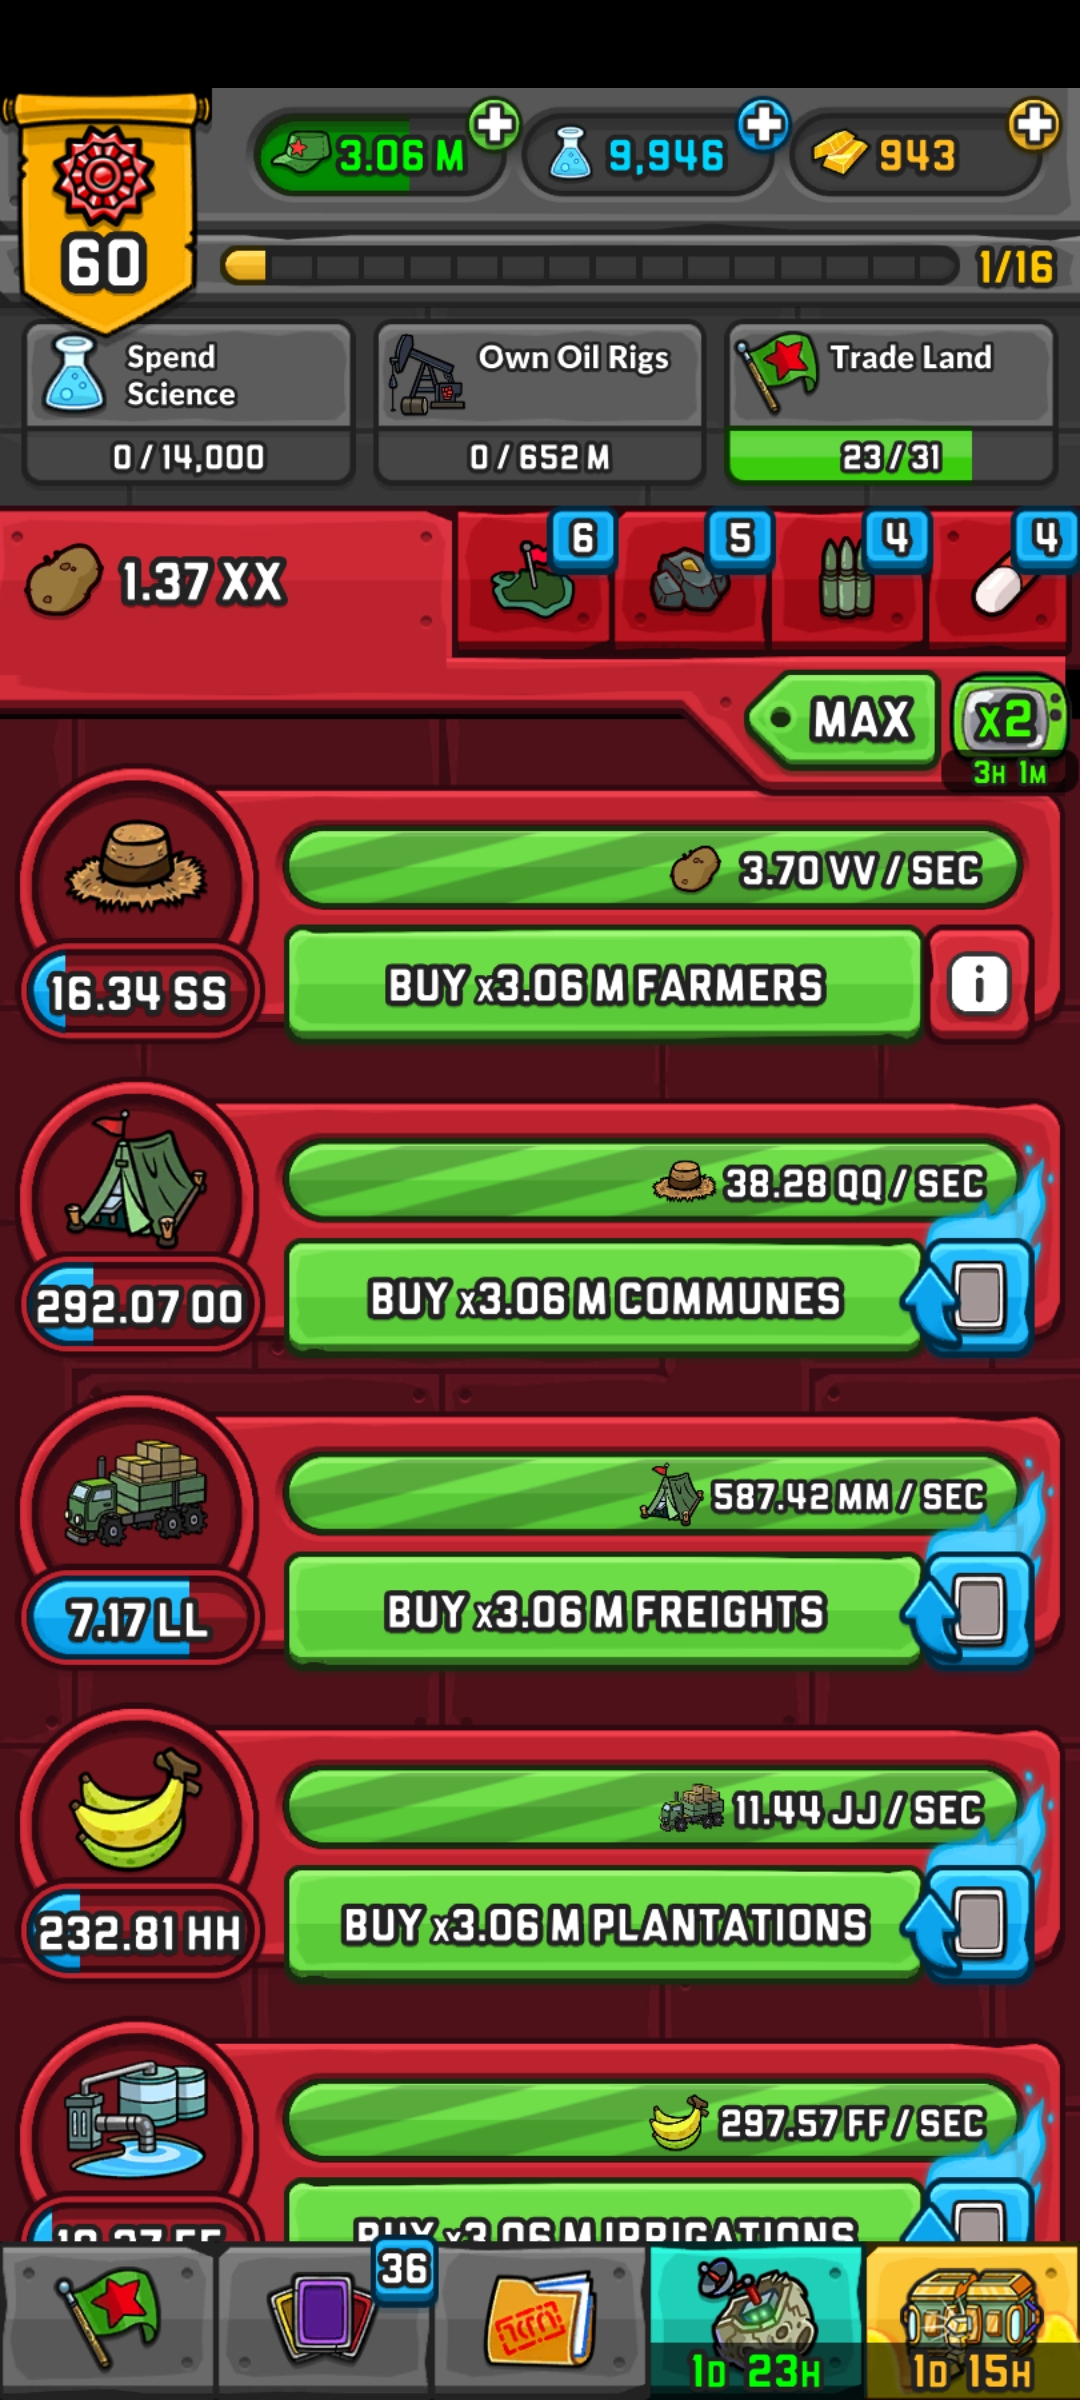 3.06 M
9,946
943
60
1/16
Spend
Science
0/14,000
Own Oil Rigs
0/652 M
Trade Land
23/31
1.37 XX
6
5
4
4
MAX
x2
3H 1M
3.70 VV / SEC
16.34 SS
BUY x3.06 M FARMERS
i
38.28 QQ / SEC
292.07 OO
BUY x3.06 M COMMUNES
587.42 MM / SEC
7.17 LL
BUY x3.06 M FREIGHTS
11.44 JJ / SEC
232.81 HH
BUY x3.06 M PLANTATIONS
297.57 FF / SEC
BUY x3.06 M IRRIGATIONS
36
1D 23H
1D 15H